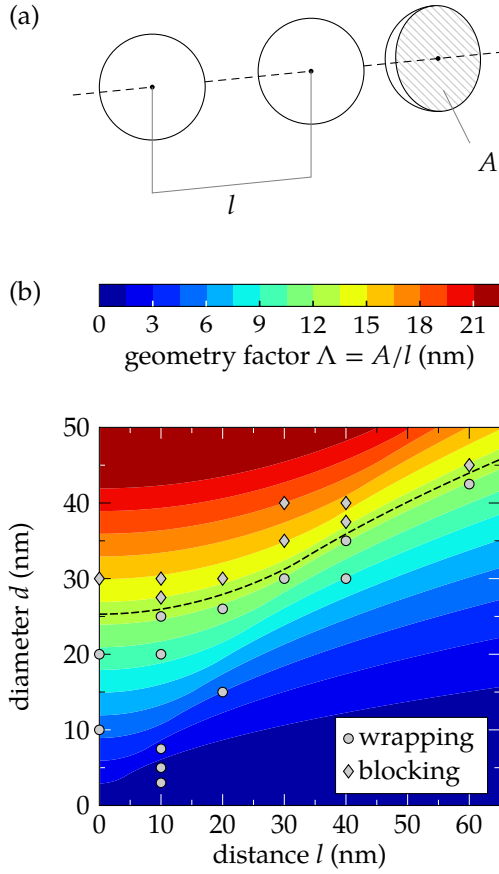 (a)
A
l
(b)
0 3 6 9 12 15 18 21
geometry factor Λ = A/l (nm)
50
40
30
20
10
0
diameter d (nm)
wrapping
blocking
0 10 20 30 40 50 60
distance l (nm)